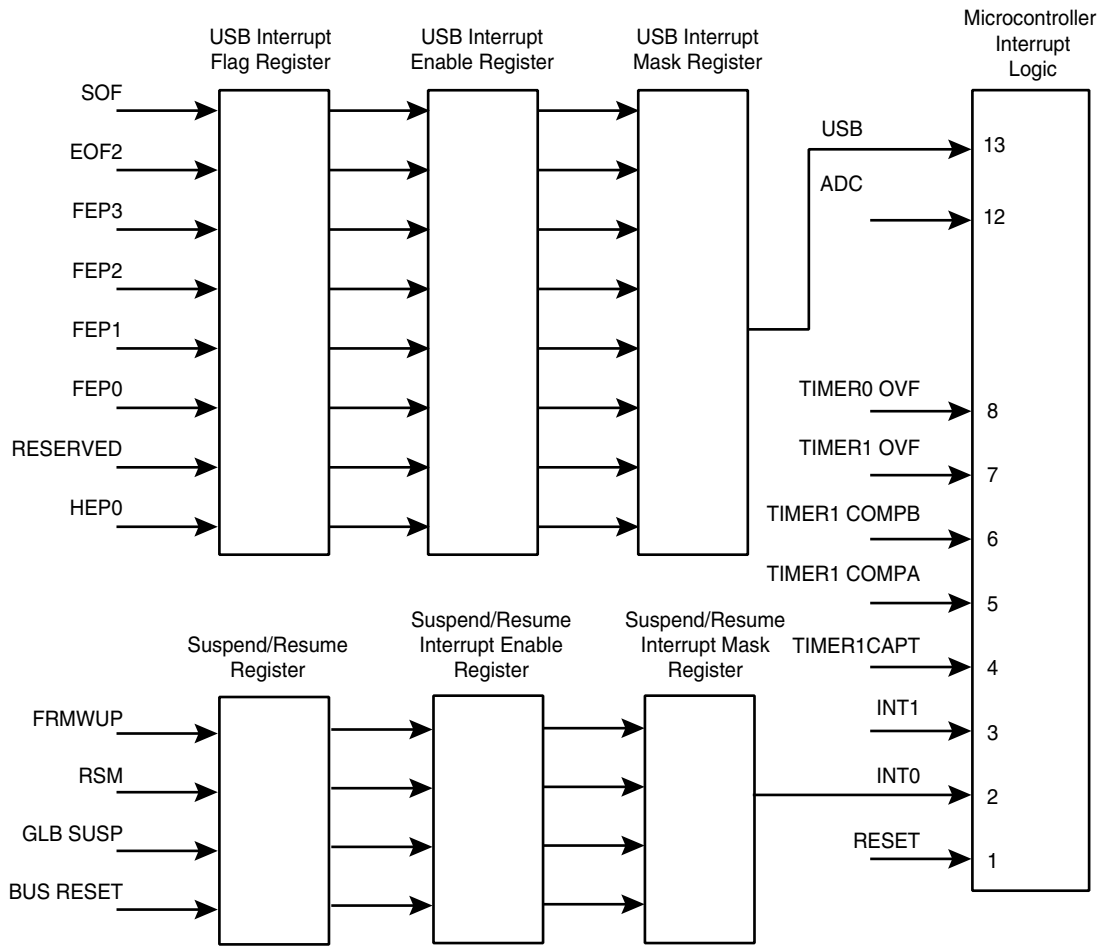 Microcontroller
Interrupt
Logic
USB Interrupt
Flag Register
USB Interrupt
Enable Register
USB Interrupt
Mask Register
SOF
EOF2
FEP3
FEP2
FEP1
FEP0
RESERVED
HEP0
USB
13
ADC
12
TIMER0 OVF
8
TIMER1 OVF
7
TIMER1 COMPB
6
TIMER1 COMPA
5
TIMER1CAPT
4
INT1
3
INT0
2
RESET
1
Suspend/Resume
Register
Suspend/Resume
Interrupt Enable
Register
Suspend/Resume
Interrupt Mask
Register
FRMWUP
RSM
GLB SUSP
BUS RESET